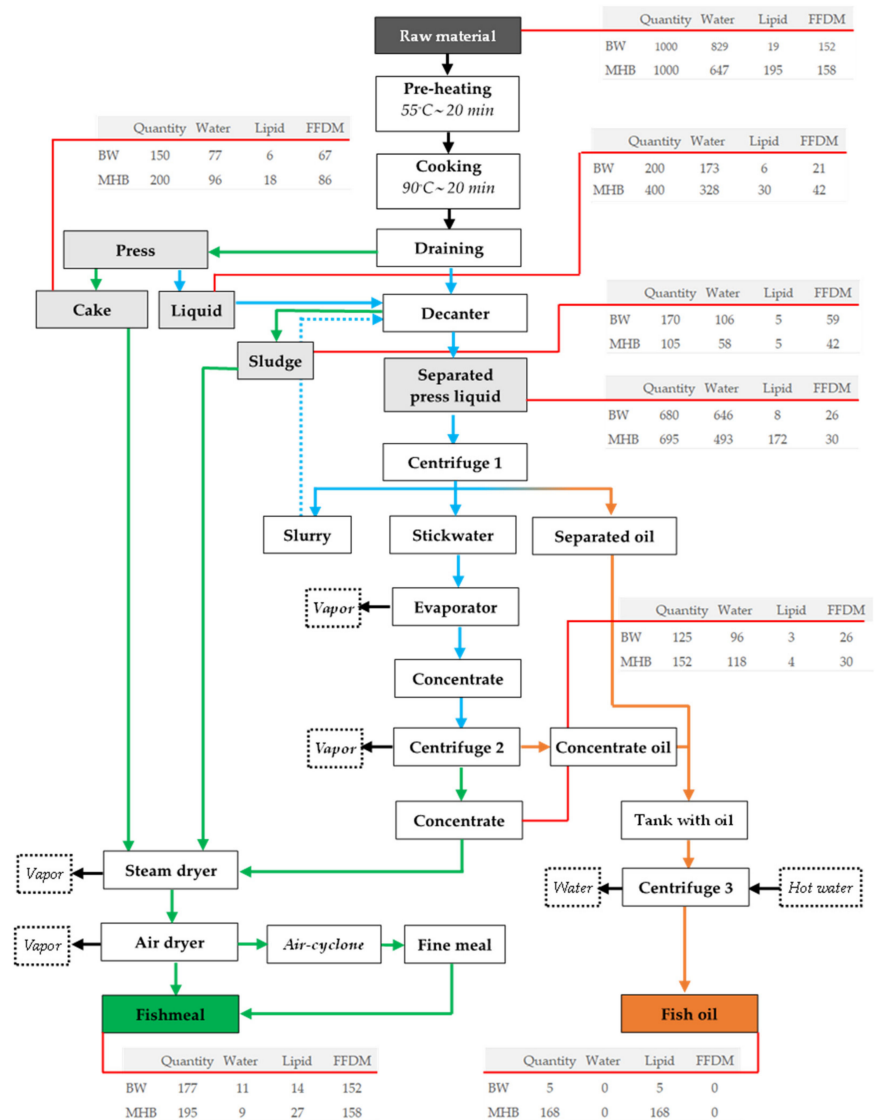 Raw material
Quantity Water Lipid FFDM
BW 1000 829 19 152
MHB 1000 647 195 158
Pre-heating
55°C~ 20 min
Quantity Water Lipid FFDM
BW 150 77 6 67
MHB 200 96 18 86
Cooking
90°C~ 20 min
Quantity Water Lipid FFDM
BW 200 173 6 21
MHB 400 328 30 42
Press
Draining
Cake
Liquid
Decanter
Quantity Water Lipid FFDM
BW 170 106 5 59
MHB 105 58 5 42
Sludge
Separated
press liquid
Quantity Water Lipid FFDM
BW 680 646 8 26
MHB 695 493 172 30
Centrifuge 1
Slurry
Stickwater
Separated oil
Vapor
Evaporator
Quantity Water Lipid FFDM
BW 125 96 3 26
MHB 152 118 4 30
Concentrate
Vapor
Centrifuge 2
Concentrate oil
Concentrate
Tank with oil
Vapor
Steam dryer
Water
Centrifuge 3
Hot water
Vapor
Air dryer
Air-cyclone
Fine meal
Fishmeal
Fish oil
Quantity Water Lipid FFDM
BW 177 11 14 152
MHB 195 9 27 158
Quantity Water Lipid FFDM
BW 5 0 5 0
MHB 168 0 168 0